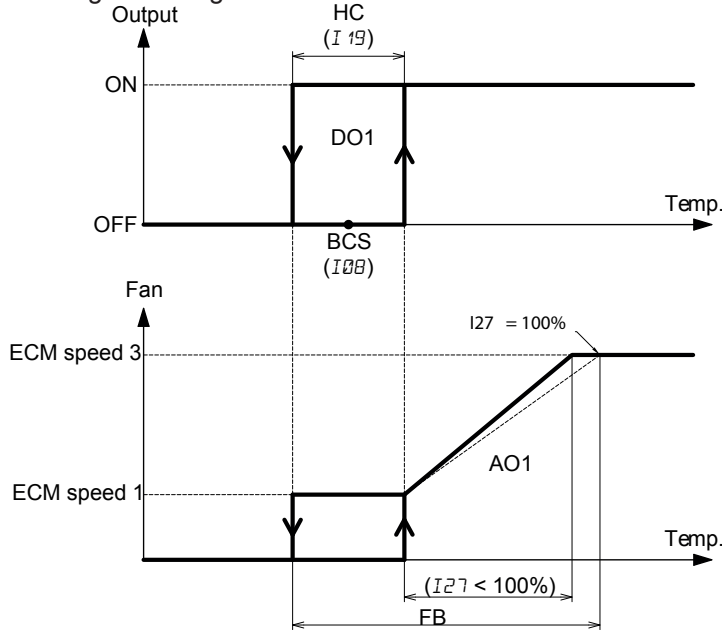 Output
HC
(I 19)
ON
DO1
Temp.
OFF
BCS
(I08)
Fan
I27 = 100%
ECM speed 3
AO1
ECM speed 1
Temp.
(I27 < 100%)
FB